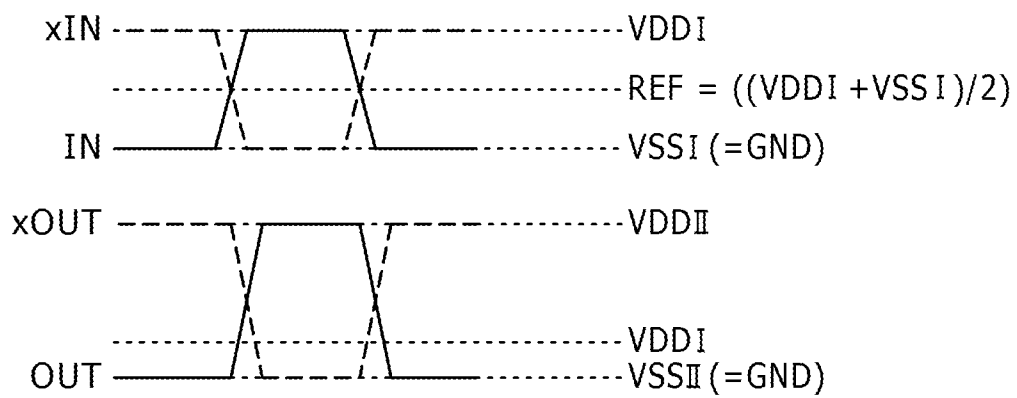 xIN VDDI
REF = ((VDDI+VSSI)/2)
IN VSSI(=GND)
xOUT VDDⅡ
VDDI
OUT VSSⅡ(=GND)